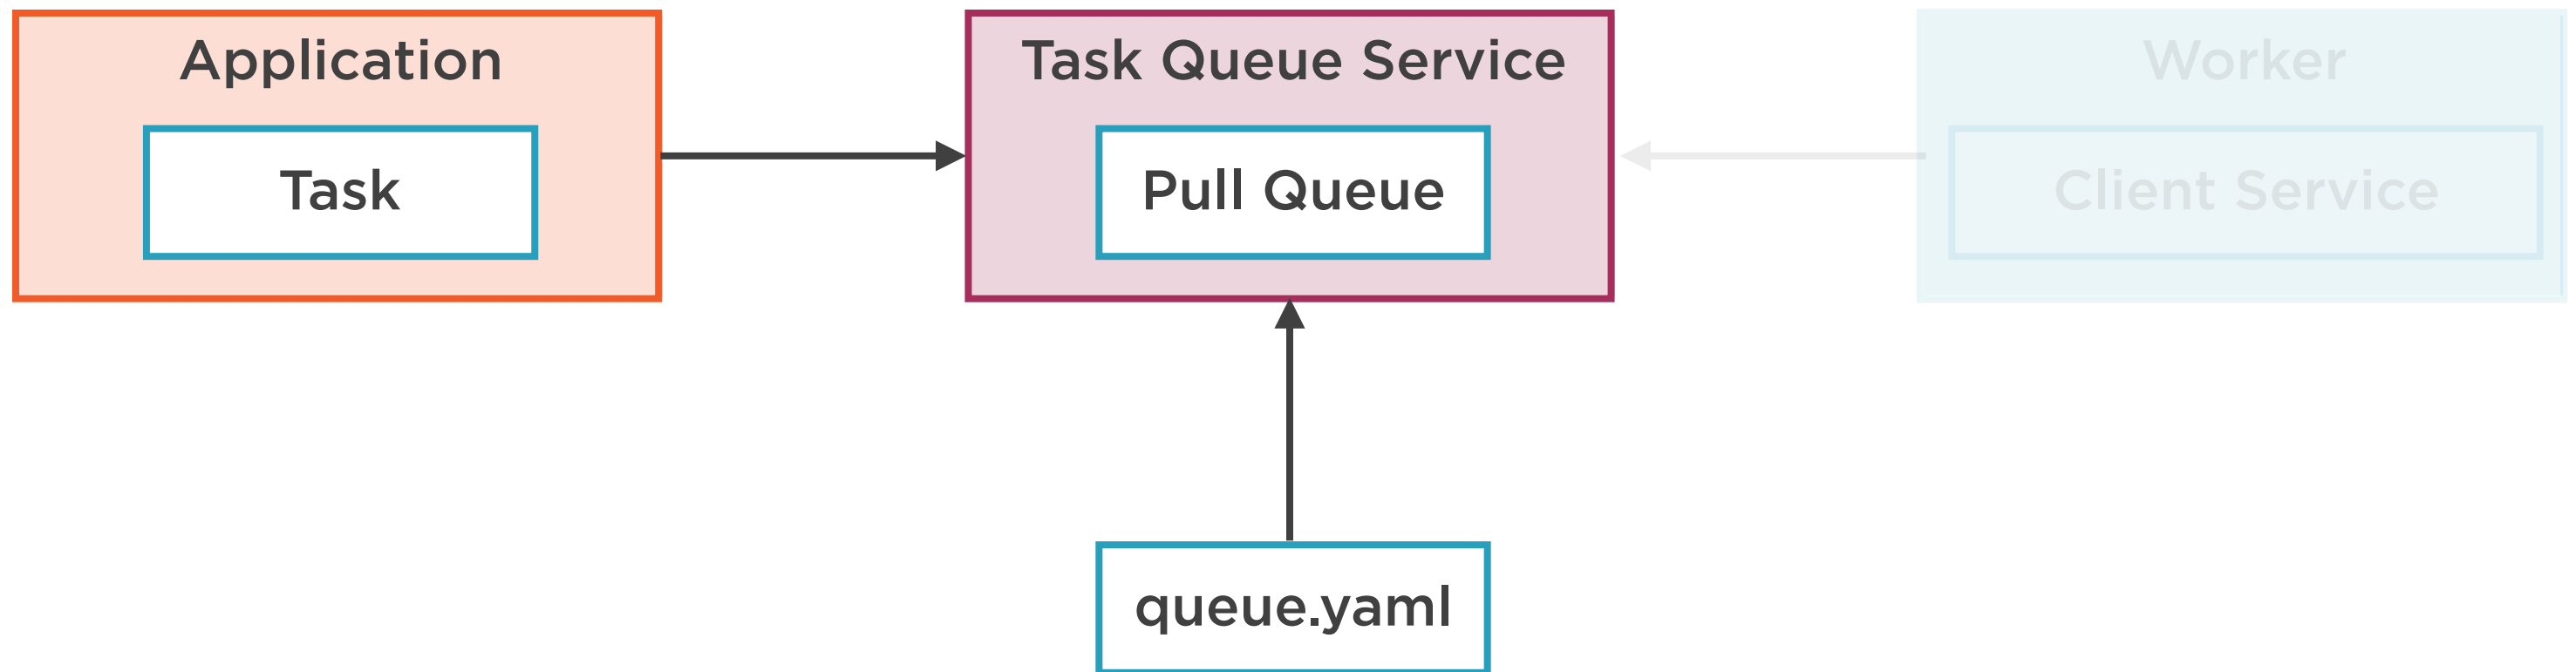 Application
Task
Task Queue Service
Pull Queue
Worker
Client Service
queue.yaml